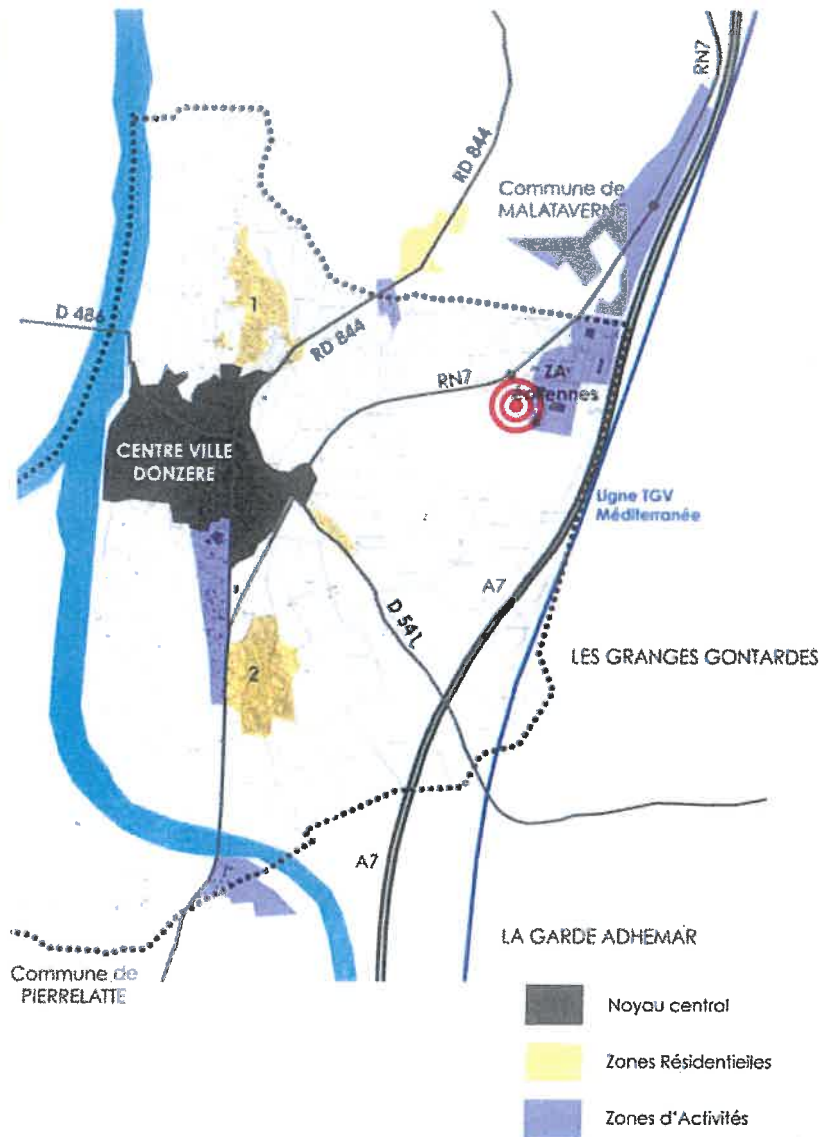 RN7
RD 844
Commune de
MALATAVERNE
1
D 486
RD 844
RN7
ZA
CENTRE VILLE
DONZERE
Ligne TGV
Méditerranée
A7
D 541
LES GRANGES GONTARDES
2
A7
LA GARDE ADHEMAR
Commune de
PIERRELATTE
Noyau central
Zones Résidentielles
Zones d'Activités